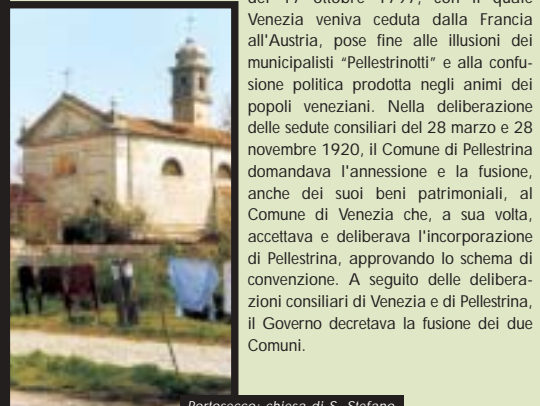 del 17 ottobre 1797, con il quale
Venezia veniva ceduta dalla Francia
all'Austria, pose fine alle illusioni dei
municipalisti "Pellestrinotti" e alla confu-
sione politica prodotta negli animi dei
popoli veneziani. Nella deliberazione
delle sedute consiliari del 28 marzo e 28
novembre 1920, il Comune di Pellestrina
domandava l'annessione e la fusione,
anche dei suoi beni patrimoniali, al
Comune di Venezia che, a sua volta,
accettava e deliberava l'incorporazione
di Pellestrina, approvando lo schema di
convenzione. A seguito delle delibera-
zioni consiliari di Venezia e di Pellestrina,
il Governo decretava la fusione dei due
Comuni.
Portosecco: chiesa di S. Stefano